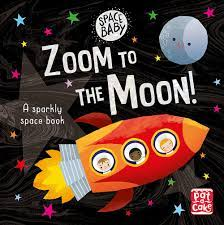 SPACE
BABY
ZOOM TO
THE MOON!
A sparkly
space book
pat-a-cake